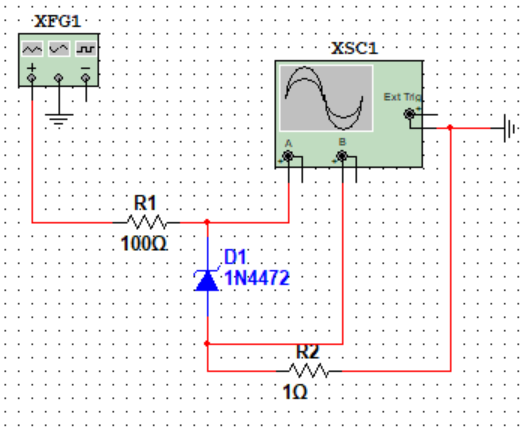 XFG1
+
−
XSC1
Ext Trig
+
A
B
+
+
R1
100Ω
D1
1N4472
R2
1Ω